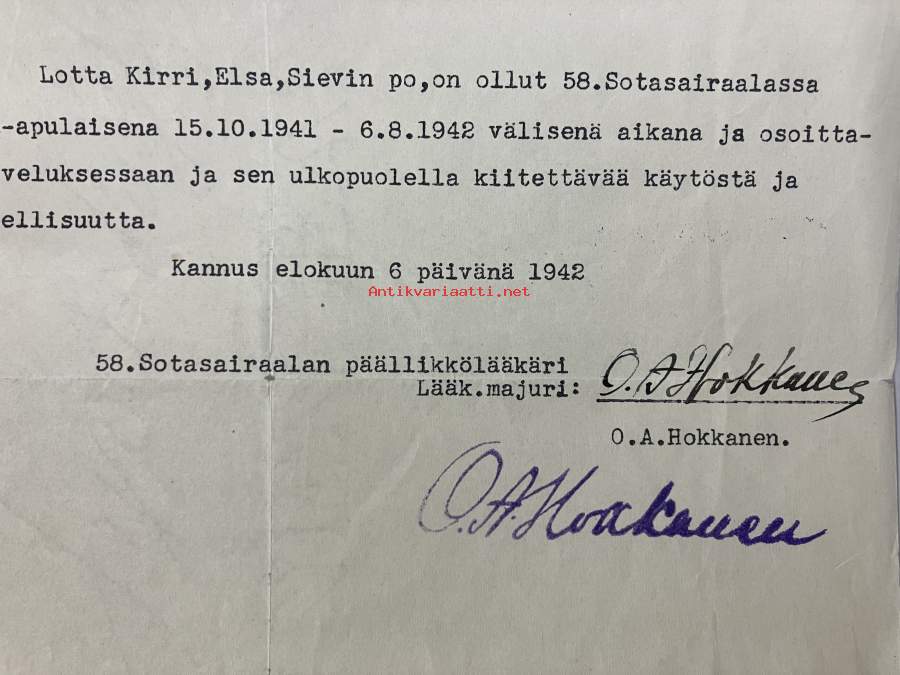 Lotta Kirri,Elsa,Sievin po,on ollut 58.Sotasairaalassa
-apulaisena 15.10.1941 - 6.8.1942 välisenä aikana ja osoitta-
veluksessaan ja sen ulkopuolella kiitettävää käytöstä ja
ellisuutta.
Kannus elokuun 6 päivänä 1942
Antikvariaatti.net
58.Sotasairaalan päällikkölääkäri
Lääk.majuri: O.A.Hokkanen
O.A.Hokkanen.
O.A.Hokkanen